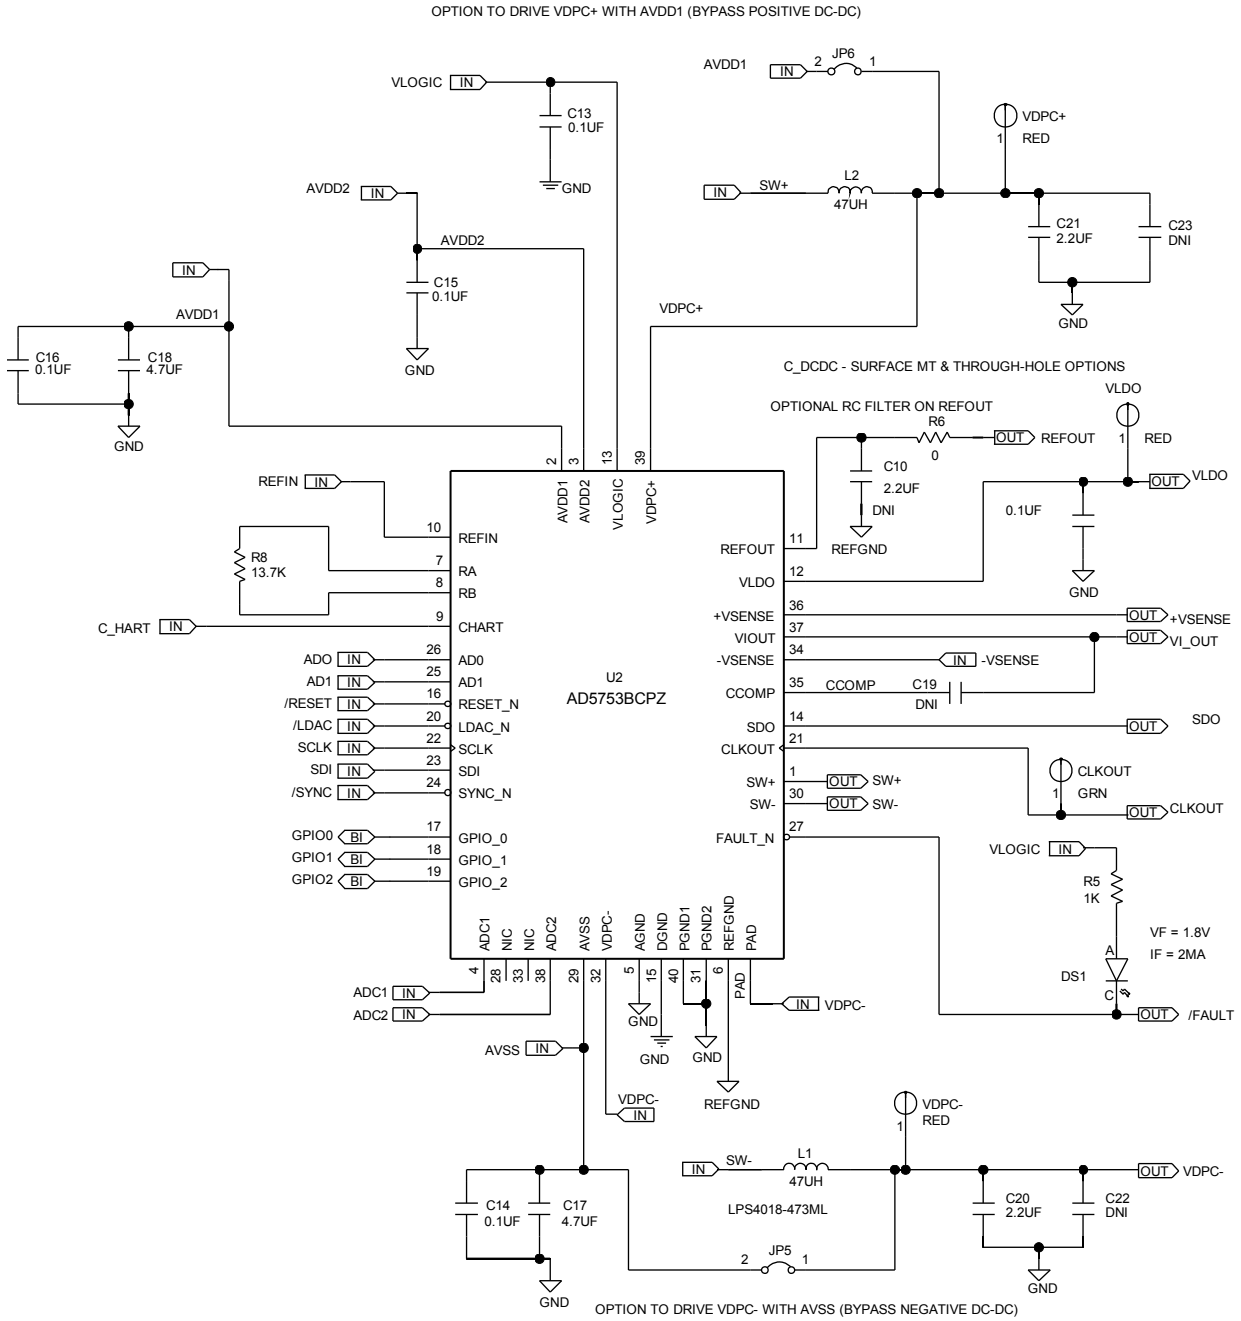 OPTION TO DRIVE VDPC+ WITH AVDD1 (BYPASS POSITIVE DC-DC)
AVDD1 IN 2 JP6 1
VLOGIC IN
C13
0.1UF
GND
VDPC+
1 RED
AVDD2 IN
AVDD2
C15
0.1UF
GND
IN SW+
L2
47UH
C21
2.2UF
C23
DNI
GND
IN
AVDD1
C16
0.1UF
C18
4.7UF
GND
VDPC+
C_DCDC - SURFACE MT & THROUGH-HOLE OPTIONS
VLDO
1 RED
OPTIONAL RC FILTER ON REFOUT
R6
0
OUT REFOUT
C10
2.2UF
DNI
REFGND
OUT VLDO
0.1UF
GND
2 3 13 39
AVDD1 AVDD2 VLOGIC VDPC+
REFIN IN
10 REFIN
R8
13.7K
7 RA
8 RB
C_HART IN 9 CHART
ADO IN 26 AD0
AD1 IN 25 AD1
/RESET IN 16 RESET_N
/LDAC IN 20 LDAC_N
SCLK IN 22 SCLK
SDI IN 23 SDI
/SYNC IN 24 SYNC_N
GPIO0 BI 17 GPIO_0
GPIO1 BI 18 GPIO_1
GPIO2 BI 19 GPIO_2
U2
AD5753BCPZ
REFOUT 11
VLDO 12
+VSENSE 36 OUT +VSENSE
VIOUT 37 OUT VI_OUT
-VSENSE 34 IN -VSENSE
CCOMP 35 CCOMP
C19
DNI
SDO 14 OUT SDO
CLKOUT 21
CLKOUT
1 GRN
OUT CLKOUT
SW+ 1 OUT SW+
SW- 30 OUT SW-
FAULT_N 27
VLOGIC IN
R5
1K
VF = 1.8V
IF = 2MA
A
DS1
C
OUT /FAULT
ADC1 NIC NIC ADC2 AVSS VDPC- AGND DGND PGND1 PGND2 REFGND PAD
4 28 33 38 29 32 5 15 40 31 6 PAD
ADC1 IN
ADC2 IN
GND
GND
GND
REFGND
IN VDPC-
AVSS IN
VDPC-
IN
C14
0.1UF
C17
4.7UF
GND
VDPC-
1 RED
IN SW-
L1
47UH
LPS4018-473ML
OUT VDPC-
C20
2.2UF
C22
DNI
GND
2 JP5 1
OPTION TO DRIVE VDPC- WITH AVSS (BYPASS NEGATIVE DC-DC)